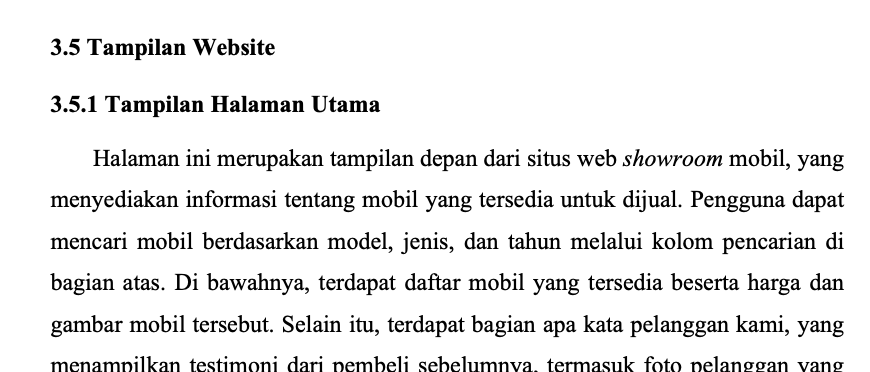 3.5 Tampilan Website
3.5.1 Tampilan Halaman Utama
Halaman ini merupakan tampilan depan dari situs web showroom mobil, yang
menyediakan informasi tentang mobil yang tersedia untuk dijual. Pengguna dapat
mencari mobil berdasarkan model, jenis, dan tahun melalui kolom pencarian di
bagian atas. Di bawahnya, terdapat daftar mobil yang tersedia beserta harga dan
gambar mobil tersebut. Selain itu, terdapat bagian apa kata pelanggan kami, yang
menampilkan testimoni dari pembeli sebelumnya, termasuk foto pelanggan yang